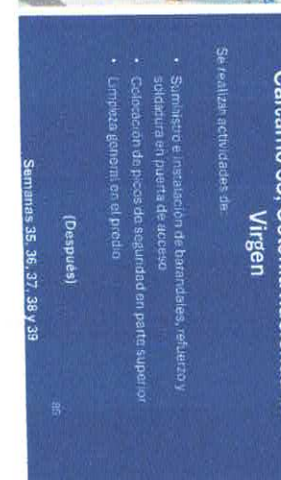 Virgen
Se realizan actividades de:
• Suministro e instalación de barandales, refuerzo y
soldadura en puerta de acceso
• Colocación de picos de seguridad en parte superior
• Limpieza general en el predio
(Después)
Semanas 35, 36, 37, 38 y 39